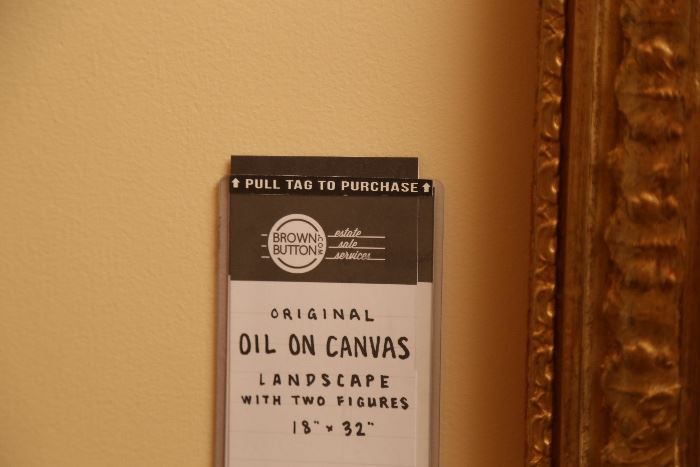 ⬆ PULL TAG TO PURCHASE ⬆
BROWN
BUTTON
.COM
estate
sale
services
ORIGINAL
OIL ON CANVAS
LANDSCAPE
WITH TWO FIGURES
18" x 32"